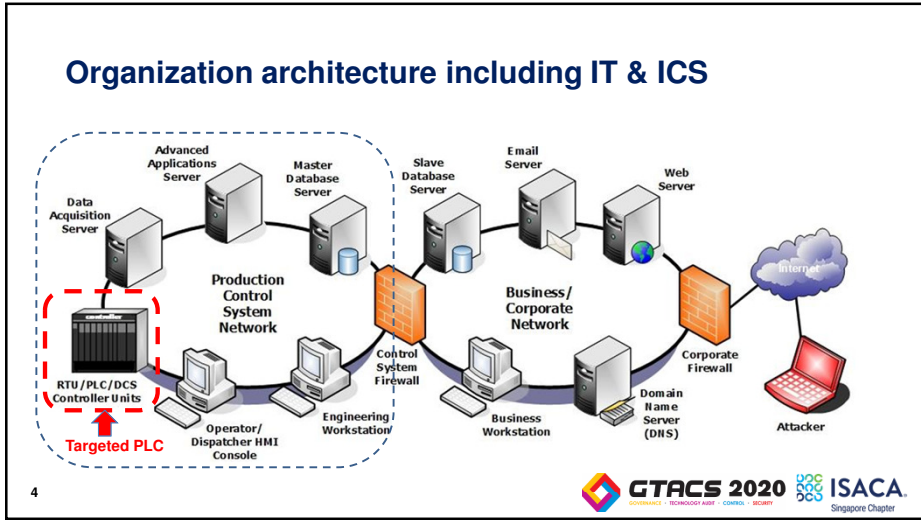 Organization architecture including IT & ICS
Advanced
Applications
Server
Master
Database
Server
Slave
Database
Server
Email
Server
Web
Server
Data
Acquisition
Server
Production
Control
System
Network
Business/
Corporate
Network
Internet
controller
RTU/PLC/DCS
Controller Units
Targeted PLC
Operator/
Dispatcher HMI
Console
Engineering
Workstation
Control
System
Firewall
Business
Workstation
Domain
Name
Server
(DNS)
Corporate
Firewall
Attacker
4
GTACS 2020
GOVERNANCE · TECHNOLOGY AUDIT · CONTROL · SECURITY
ISACA.
Singapore Chapter